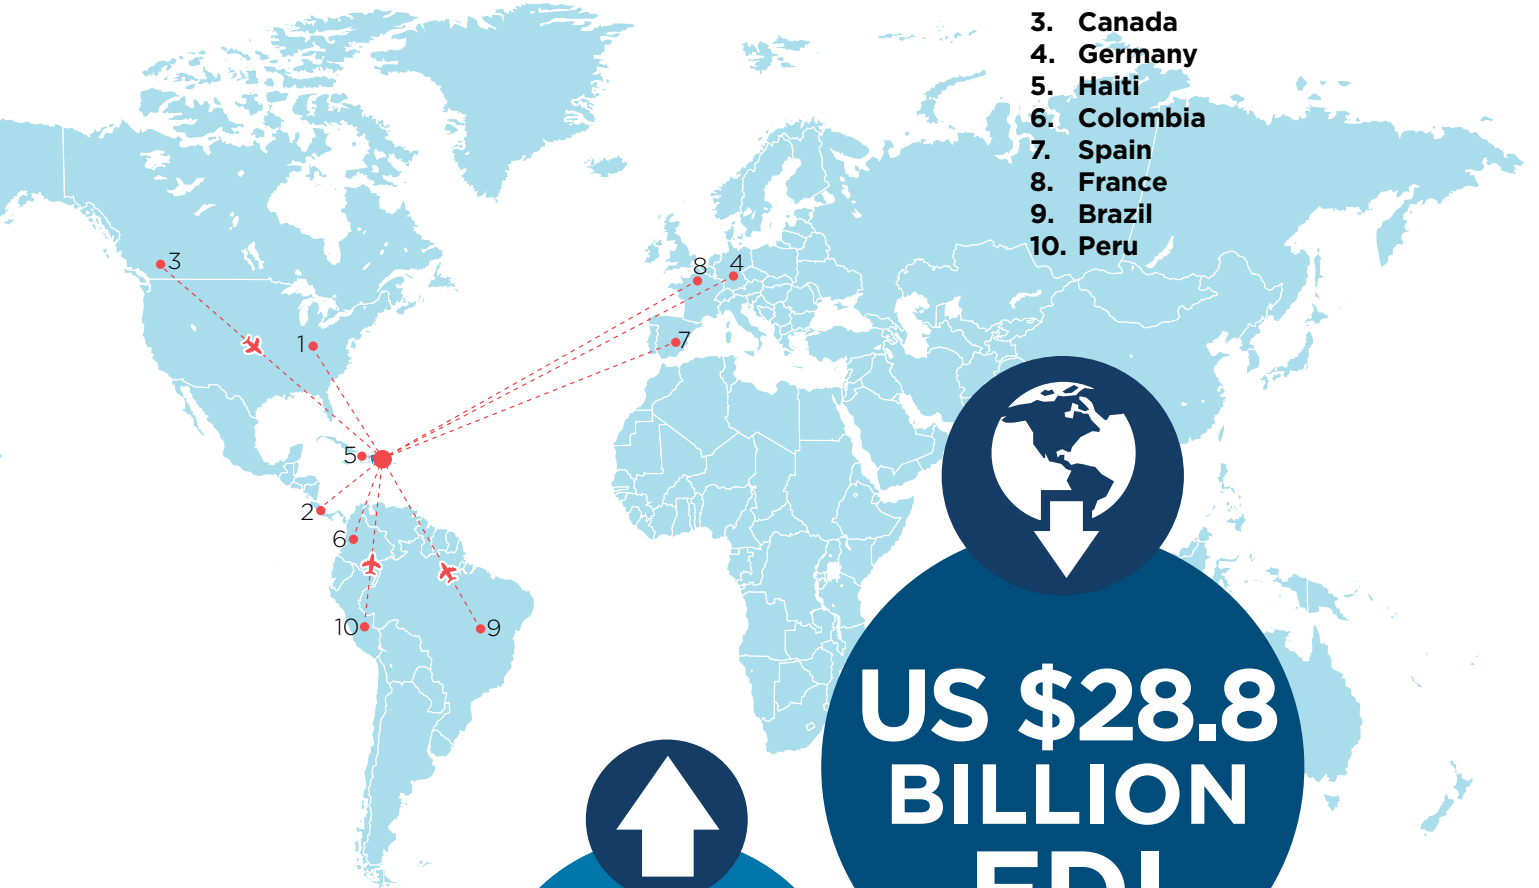 3. Canada
4. Germany
5. Haiti
6. Colombia
7. Spain
8. France
9. Brazil
10. Peru
3
8
4
1
7
5
2
6
10
9
US $28.8
BILLION
FDI